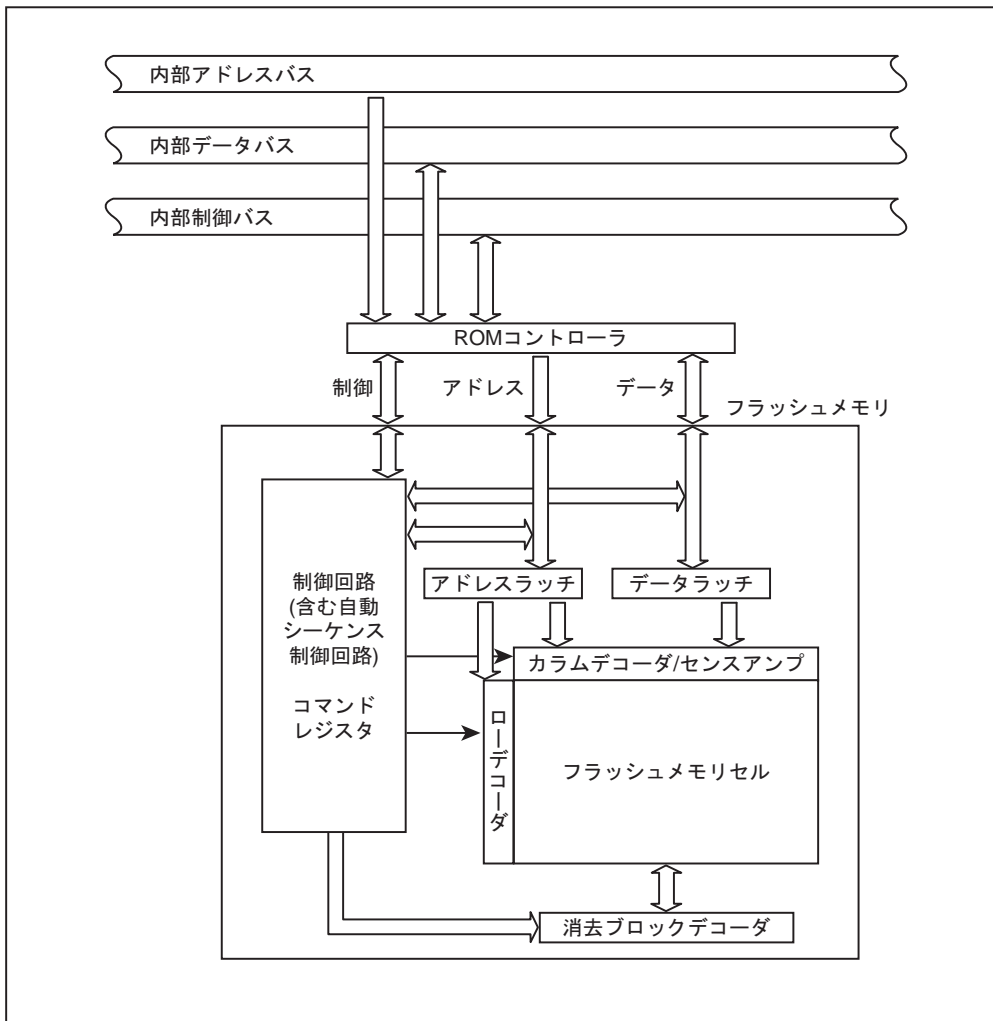 内部アドレスバス
内部データバス
内部制御バス
ROMコントローラ
制御
アドレス
データ
フラッシュメモリ
制御回路
(含む自動
シーケンス
制御回路)
コマンド
レジスタ
アドレスラッチ
データラッチ
カラムデコーダ/センスアンプ
ローデコーダ
フラッシュメモリセル
消去ブロックデコーダ